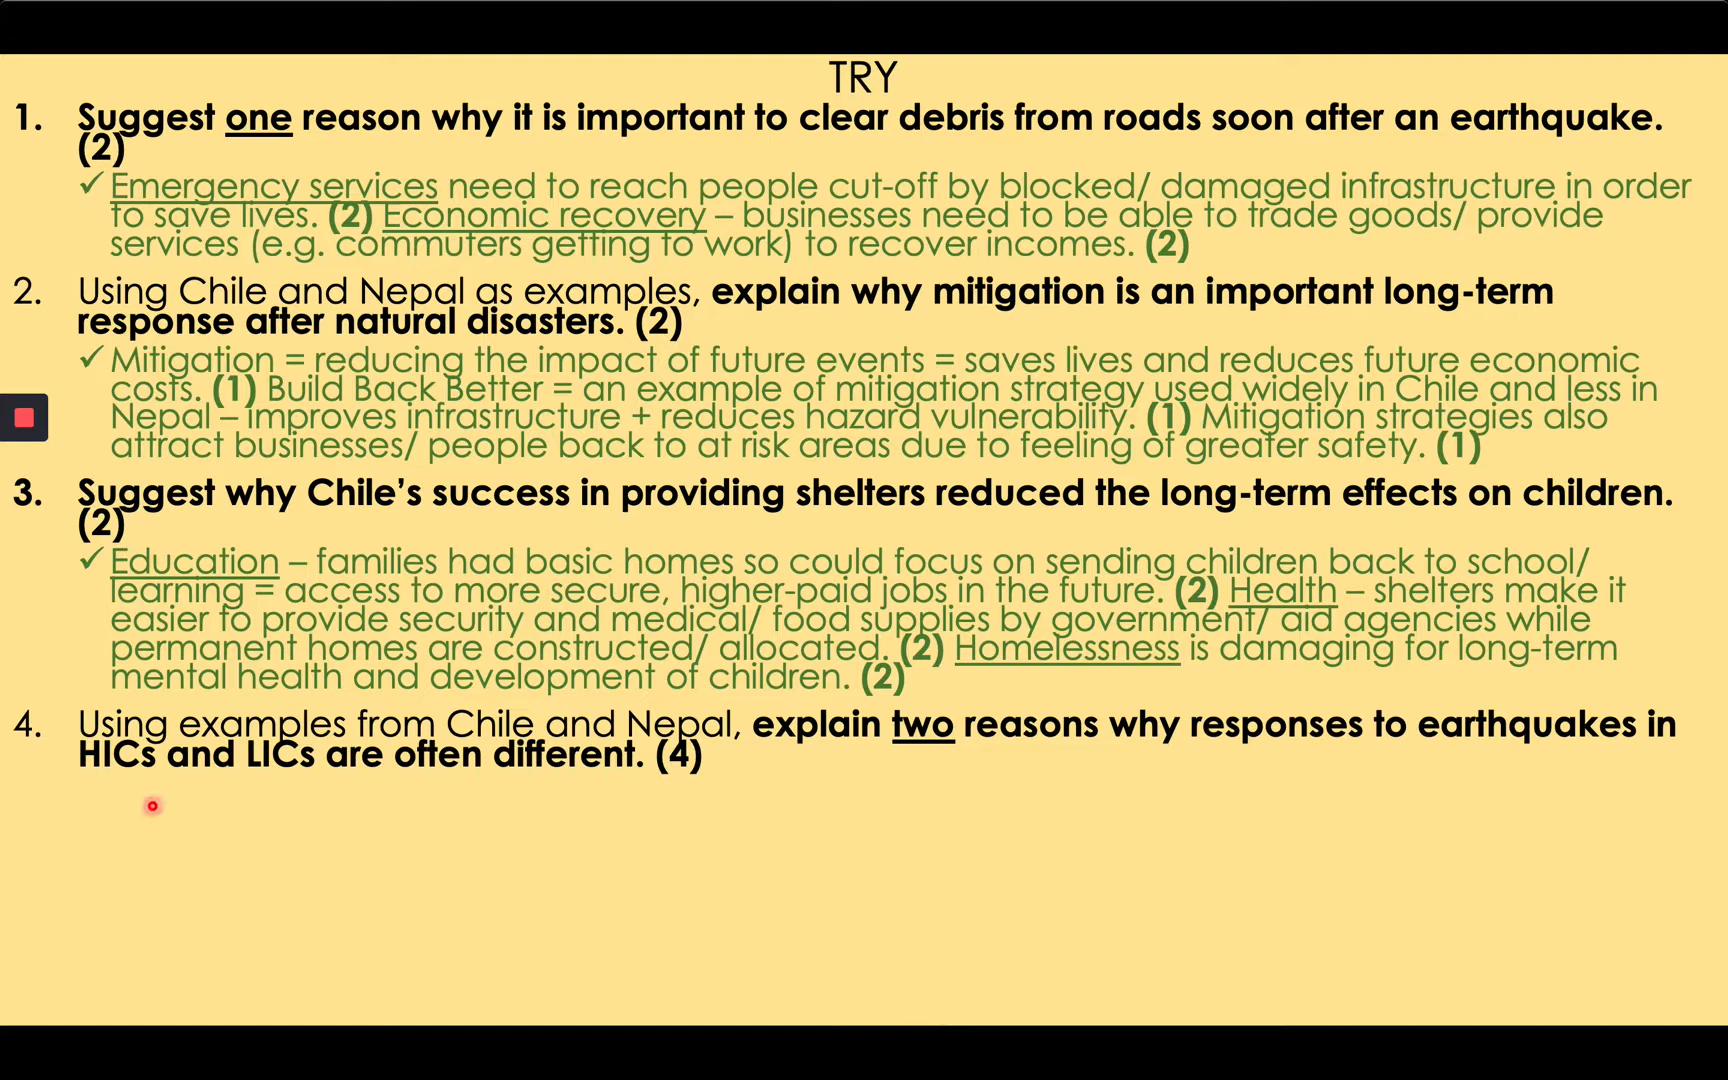 TRY
1. Suggest one reason why it is important to clear debris from roads soon after an earthquake.
(2)
✓ Emergency services need to reach people cut-off by blocked/ damaged infrastructure in order
to save lives. (2) Economic recovery – businesses need to be able to trade goods/ provide
services (e.g. commuters getting to work) to recover incomes. (2)
2. Using Chile and Nepal as examples, explain why mitigation is an important long-term
response after natural disasters. (2)
✓ Mitigation = reducing the impact of future events = saves lives and reduces future economic
costs. (1) Build Back Better = an example of mitigation strategy used widely in Chile and less in
Nepal – improves infrastructure + reduces hazard vulnerability. (1) Mitigation strategies also
attract businesses/ people back to at risk areas due to feeling of greater safety. (1)
3. Suggest why Chile’s success in providing shelters reduced the long-term effects on children.
(2)
✓ Education – families had basic homes so could focus on sending children back to school/
learning = access to more secure, higher-paid jobs in the future. (2) Health – shelters make it
easier to provide security and medical/ food supplies by government/ aid agencies while
permanent homes are constructed/ allocated. (2) Homelessness is damaging for long-term
mental health and development of children. (2)
4. Using examples from Chile and Nepal, explain two reasons why responses to earthquakes in
HICs and LICs are often different. (4)